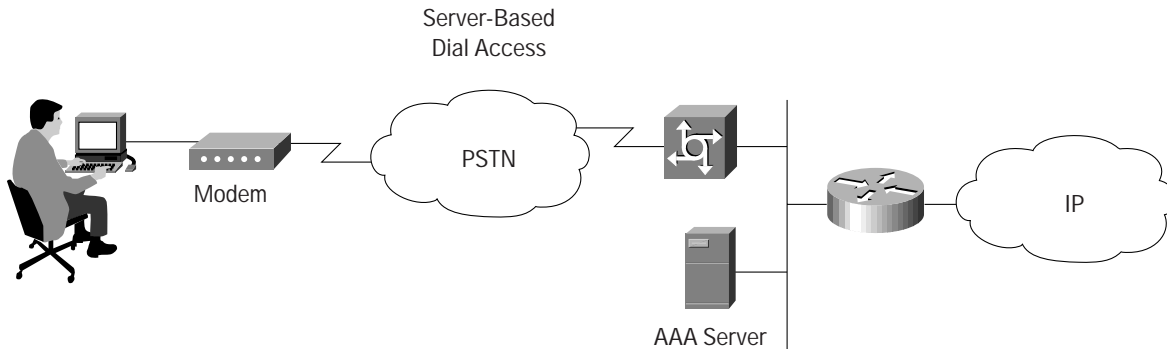 Server-Based
Dial Access
PSTN
Modem
IP
AAA Server